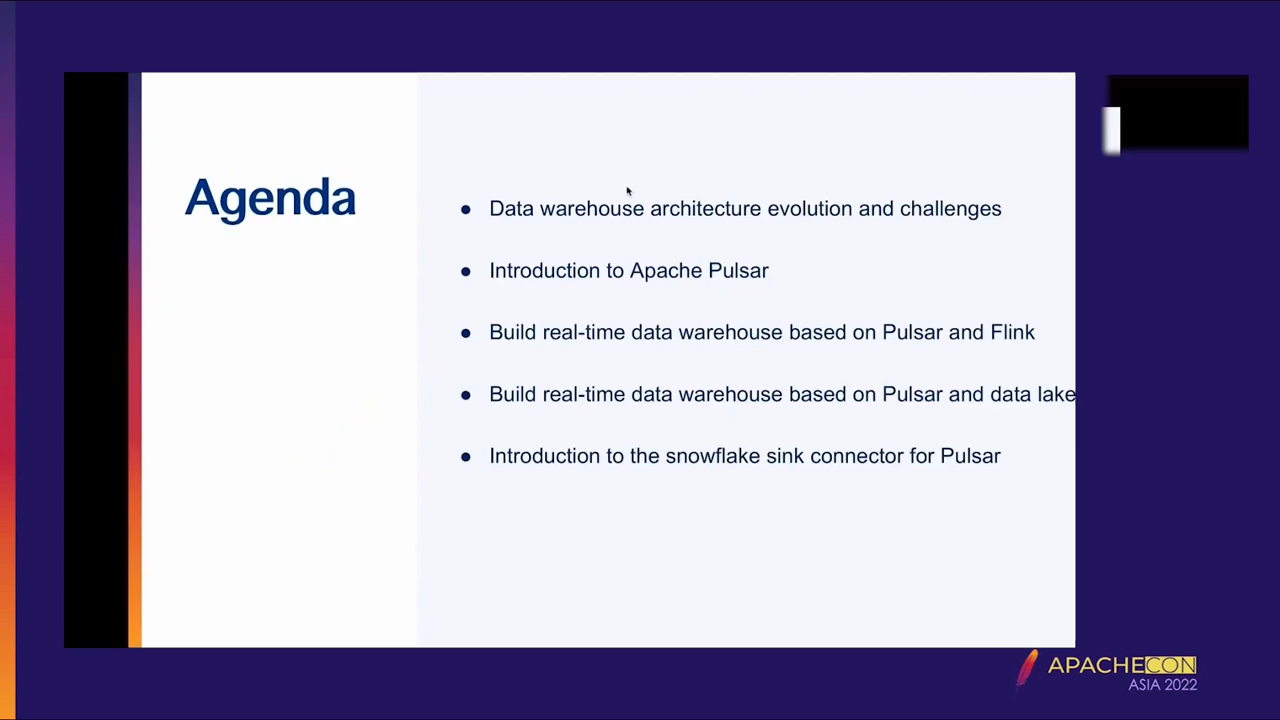 Agenda
● Data warehouse architecture evolution and challenges
● Introduction to Apache Pulsar
● Build real-time data warehouse based on Pulsar and Flink
● Build real-time data warehouse based on Pulsar and data lake
● Introduction to the snowflake sink connector for Pulsar
APACHECON
ASIA 2022